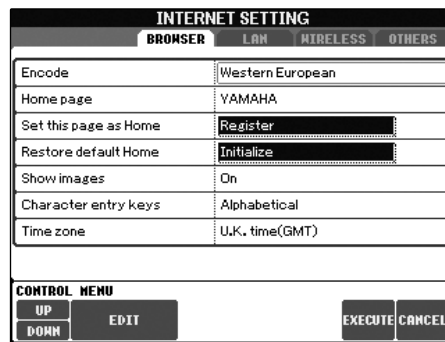 INTERNET SETTING
BROWSER LAN WIRELESS OTHERS
Encode Western European
Home page YAMAHA
Set this page as Home Register
Restore default Home Initialize
Show images On
Character entry keys Alphabetical
Time zone U.K. time(GMT)
CONTROL MENU
UP
DOWN
EDIT
EXECUTE CANCEL